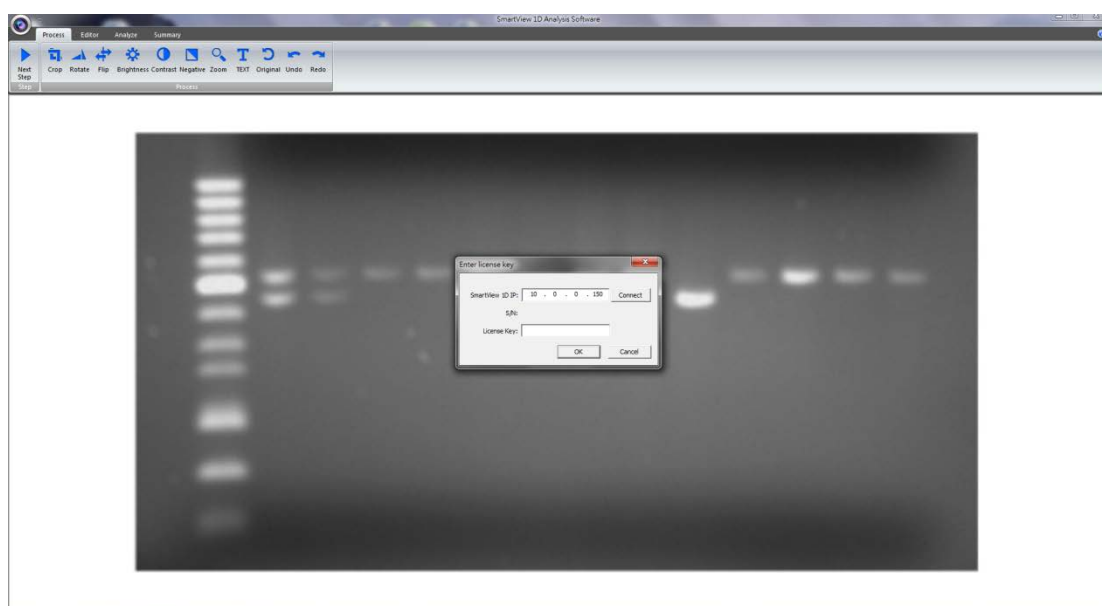 SmartView 1D Analysis Software
Process Editor Analyze Summary
Next Step
Crop Rotate Flip Brightness Contrast Negative Zoom TEXT Original Undo Redo
Step Process
Enter license key
SmartView 1D IP: 10 . 0 . 0 . 150 Connect
S/N:
License Key:
OK Cancel